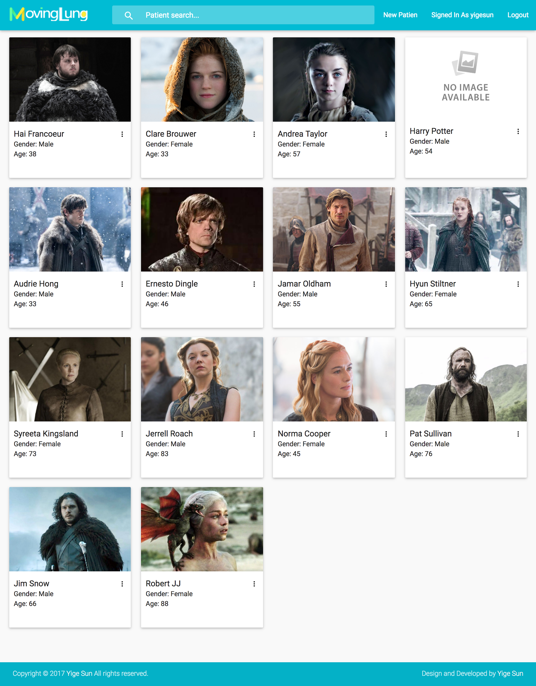 MovingLung
Patient search...
New Patien
Signed In As yigesun
Logout
NO IMAGE
AVAILABLE
Hai Francoeur
Gender: Male
Age: 38
Clare Brouwer
Gender: Female
Age: 33
Andrea Taylor
Gender: Female
Age: 57
Harry Potter
Gender: Male
Age: 54
Audrie Hong
Gender: Male
Age: 33
Ernesto Dingle
Gender: Male
Age: 46
Jamar Oldham
Gender: Male
Age: 55
Hyun Stiltner
Gender: Female
Age: 65
Syreeta Kingsland
Gender: Female
Age: 73
Jerrell Roach
Gender: Male
Age: 83
Norma Cooper
Gender: Female
Age: 45
Pat Sullivan
Gender: Male
Age: 76
Jim Snow
Gender: Male
Age: 66
Robert JJ
Gender: Female
Age: 88
Copyright © 2017 Yige Sun All rights reserved.
Design and Developed by Yige Sun